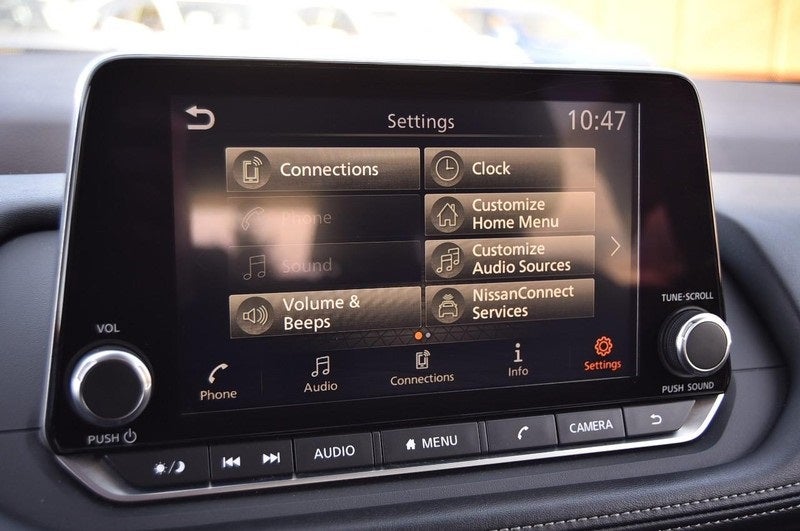 Settings
10:47
Connections
Clock
Phone
Customize
Home Menu
Sound
Customize
Audio Sources
Volume &
Beeps
NissanConnect
Services
VOL
TUNE·SCROLL
Phone
Audio
Connections
Info
Settings
PUSH
PUSH SOUND
AUDIO
MENU
CAMERA